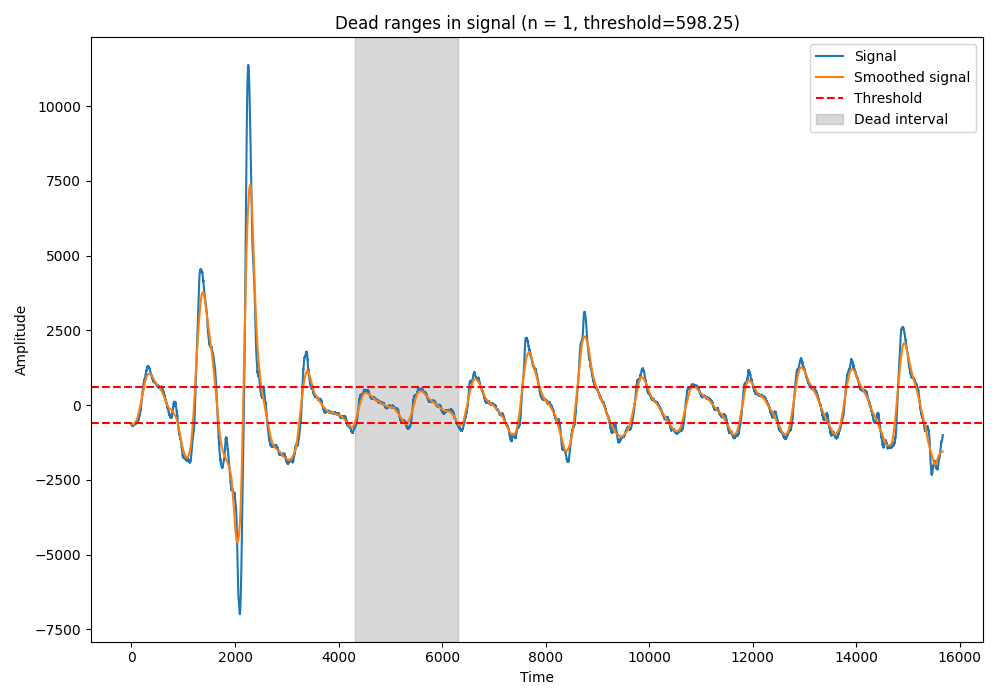 Dead ranges in signal (n = 1, threshold=598.25)
Signal
Smoothed signal
Threshold
Dead interval
Amplitude
10000
7500
5000
2500
0
−2500
−5000
−7500
0 2000 4000 6000 8000 10000 12000 14000 16000
Time